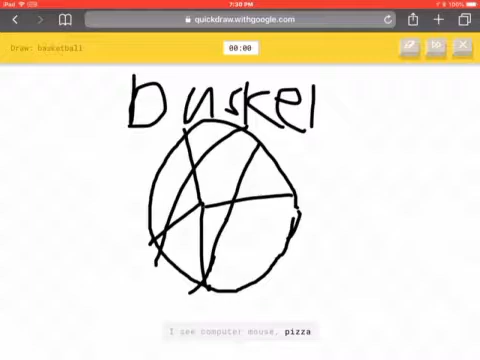 iPad 7:30 PM 100%
quickdraw.withgoogle.com
Draw: basketball 00:00
buskel
I see computer mouse, pizza